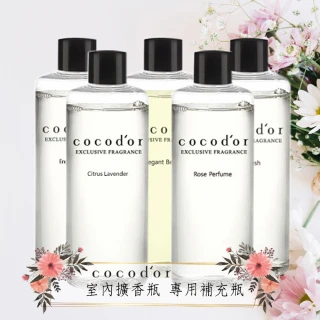 cocod'or
EXCLUSIVE FRAGRANCE
Citrus Lavender
cocod'or
EXCLUSIVE FRAGRANCE
Rose Perfume
cocod'or
室內擴香瓶 專用補充瓶